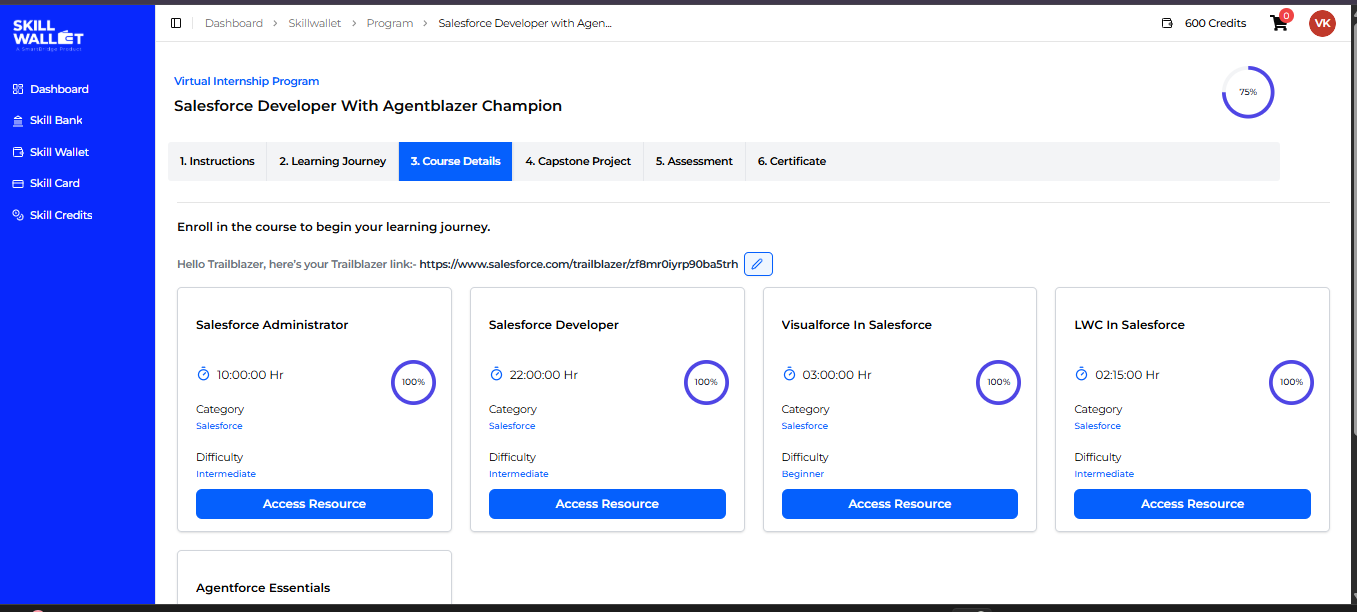 SKILL
WALLET
A SmartBridge Product
Dashboard
Skill Bank
Skill Wallet
Skill Card
Skill Credits
Dashboard > Skillwallet > Program > Salesforce Developer with Agen...
600 Credits
0
VK
Virtual Internship Program
Salesforce Developer With Agentblazer Champion
75%
1. Instructions
2. Learning Journey
3. Course Details
4. Capstone Project
5. Assessment
6. Certificate
Enroll in the course to begin your learning journey.
Hello Trailblazer, here's your Trailblazer link:- https://www.salesforce.com/trailblazer/zf8mr0iyrp90ba5trh
Salesforce Administrator
10:00:00 Hr
100%
Category
Salesforce
Difficulty
Intermediate
Access Resource
Salesforce Developer
22:00:00 Hr
100%
Category
Salesforce
Difficulty
Intermediate
Access Resource
Visualforce In Salesforce
03:00:00 Hr
100%
Category
Salesforce
Difficulty
Beginner
Access Resource
LWC In Salesforce
02:15:00 Hr
100%
Category
Salesforce
Difficulty
Intermediate
Access Resource
Agentforce Essentials